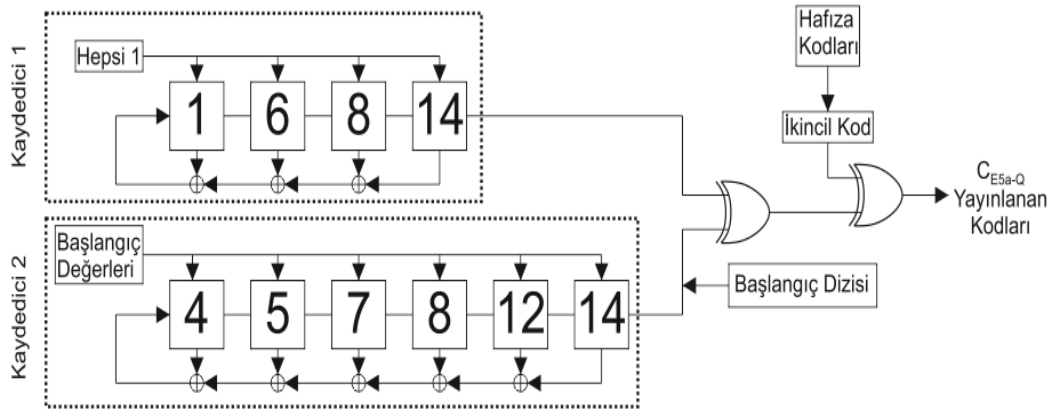 Kaydedici 1
Hepsi 1
1 6 8 14
Hafıza
Kodları
İkincil Kod
C_E5a-Q
Yayınlanan
Kodları
Kaydedici 2
Başlangıç
Değerleri
4 5 7 8 12 14
Başlangıç Dizisi